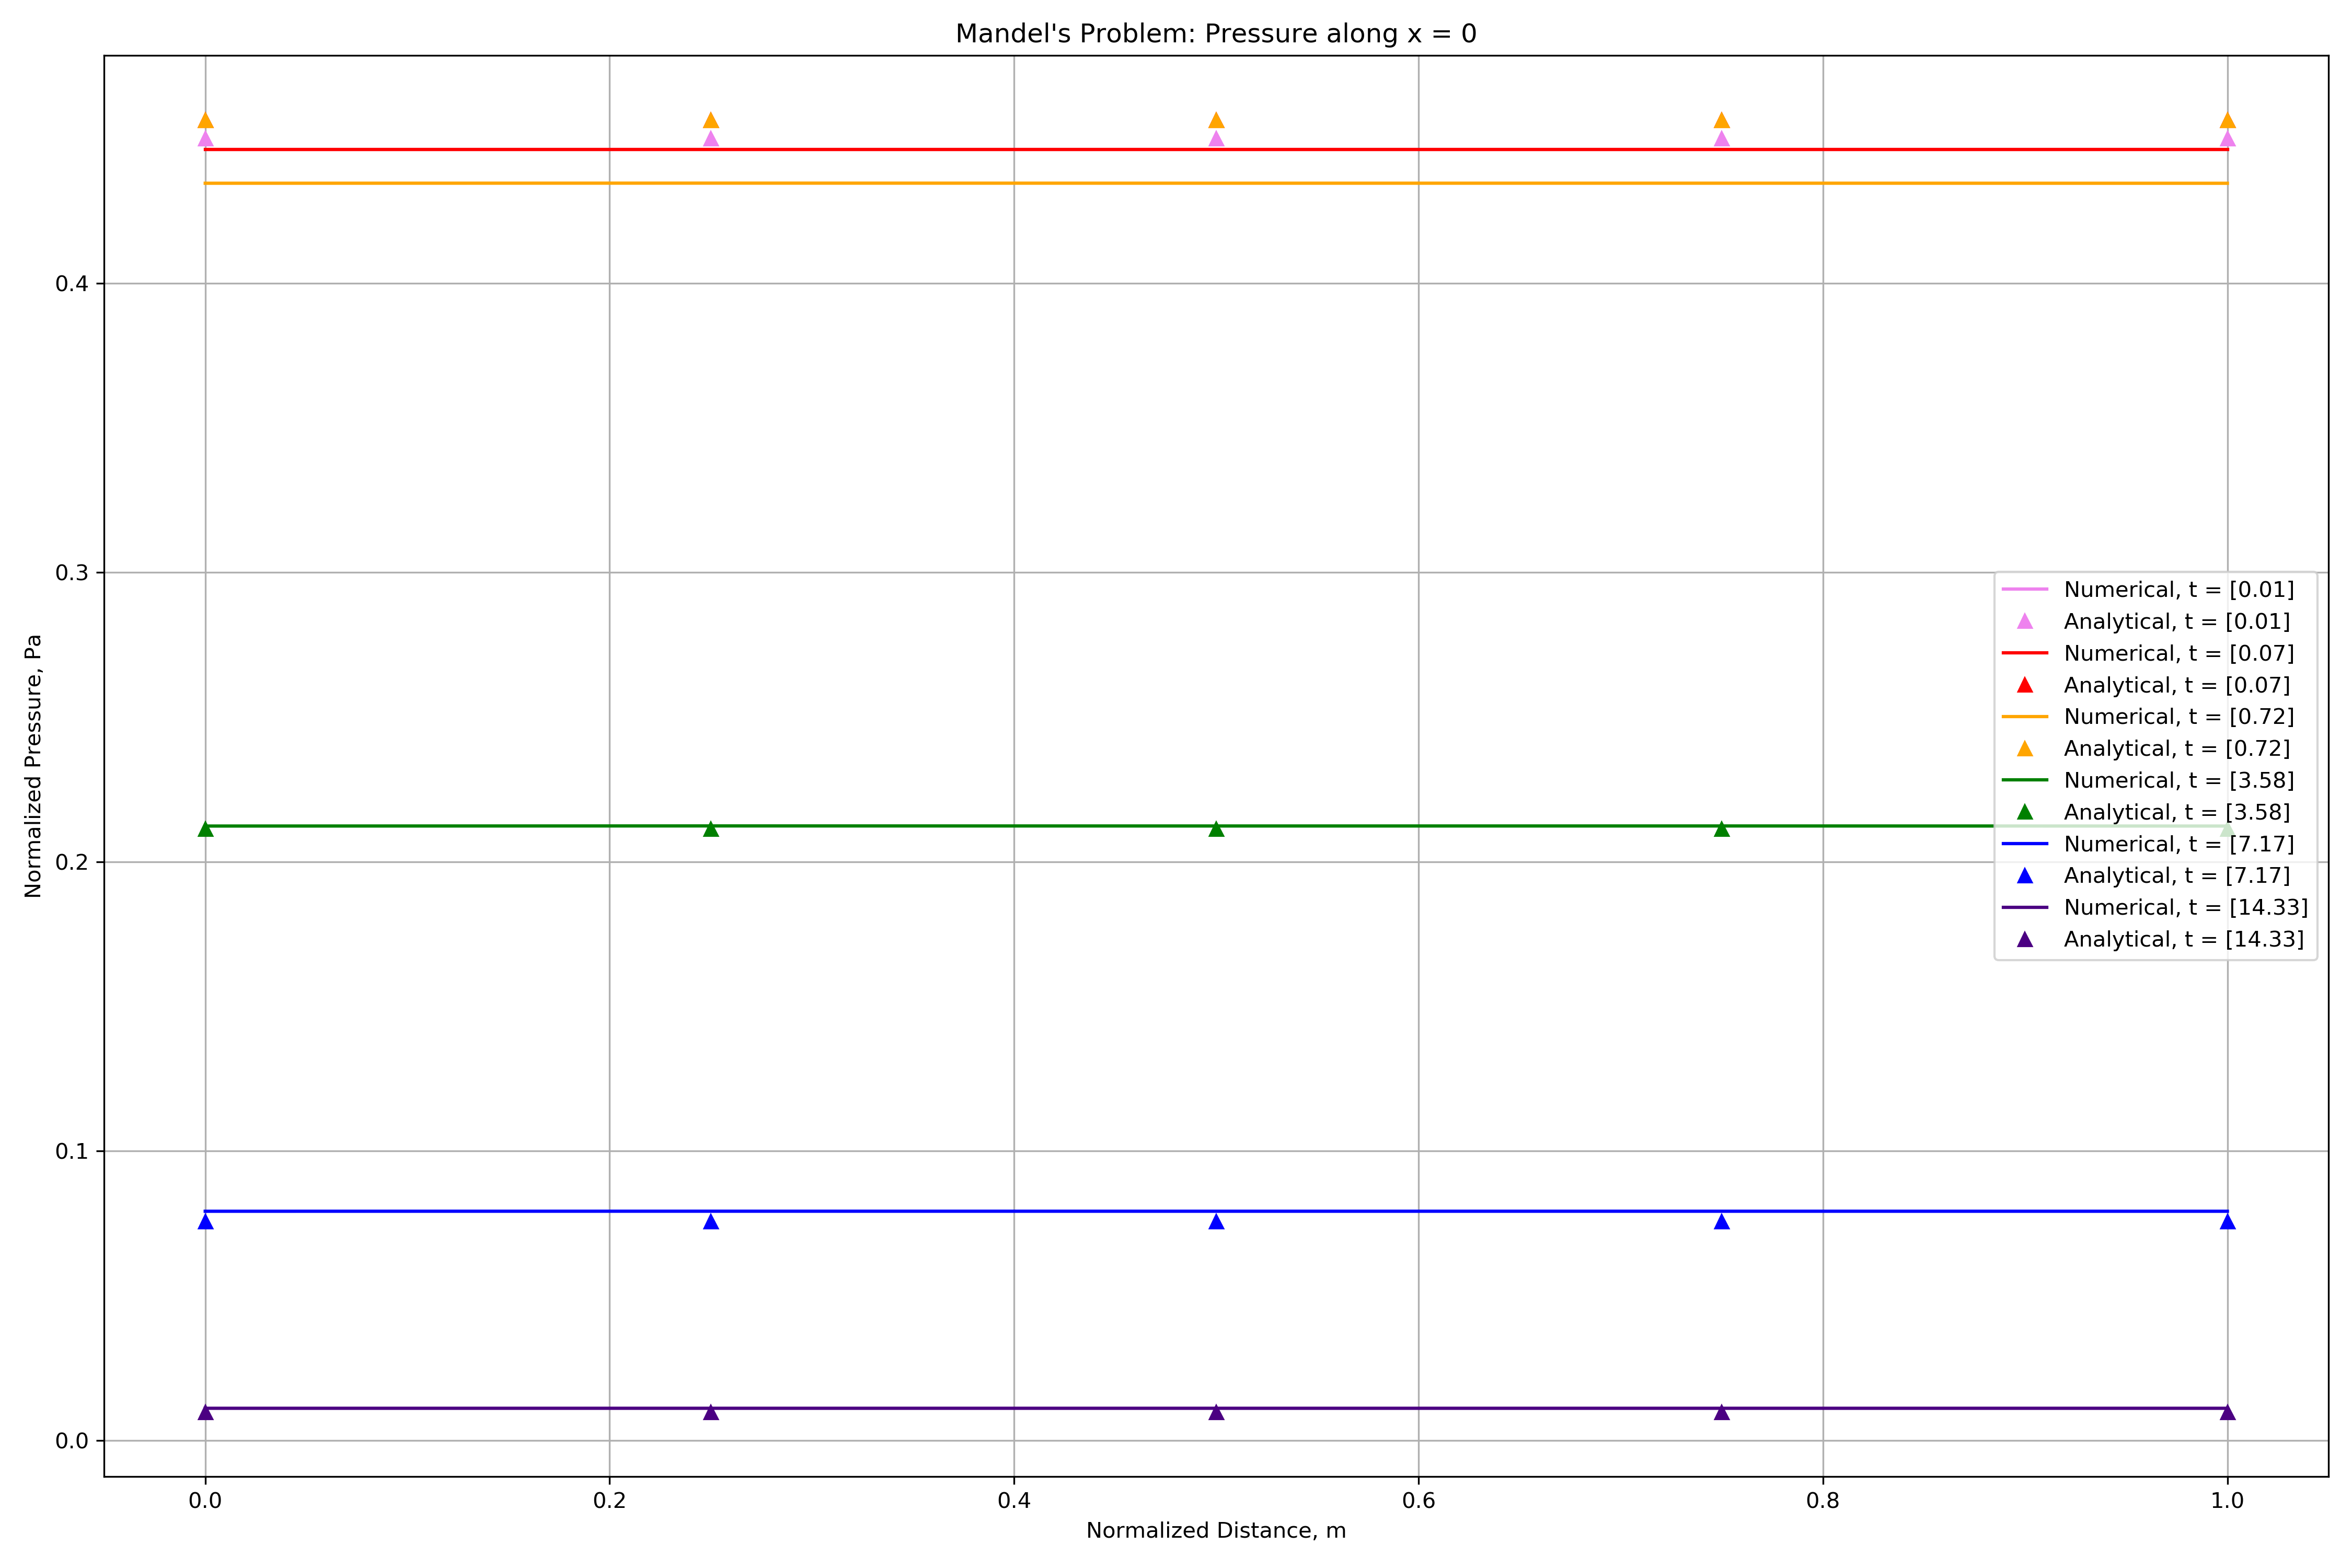 Mandel's Problem: Pressure along x = 0
Normalized Pressure, Pa
0.4
0.3
0.2
0.1
0.0
Numerical, t = [0.01]
Analytical, t = [0.01]
Numerical, t = [0.07]
Analytical, t = [0.07]
Numerical, t = [0.72]
Analytical, t = [0.72]
Numerical, t = [3.58]
Analytical, t = [3.58]
Numerical, t = [7.17]
Analytical, t = [7.17]
Numerical, t = [14.33]
Analytical, t = [14.33]
0.0 0.2 0.4 0.6 0.8 1.0
Normalized Distance, m